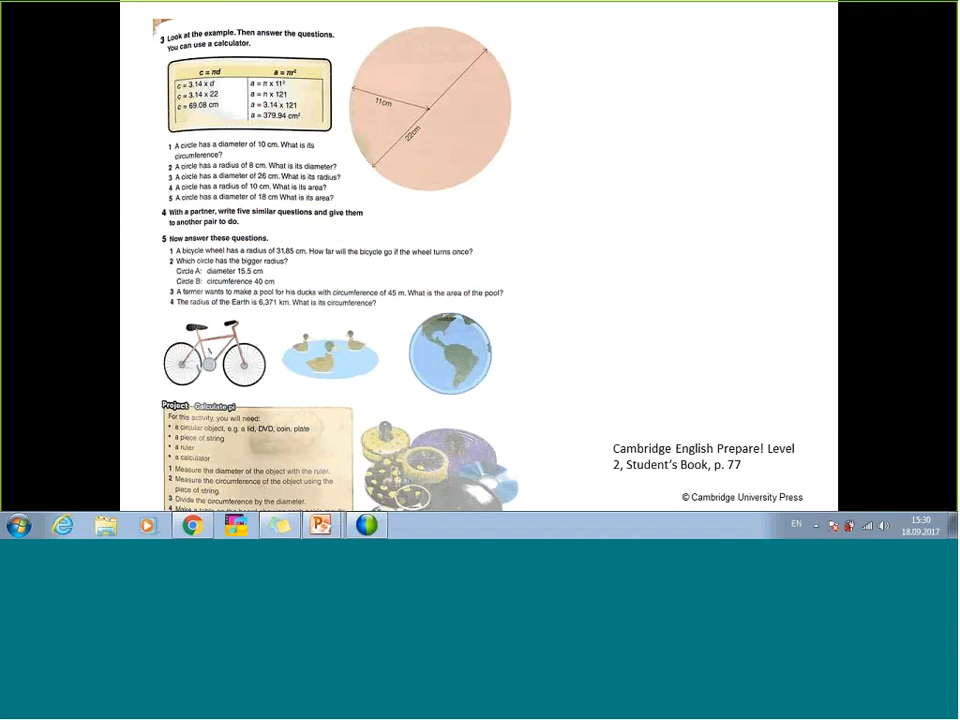 3 Look at the example. Then answer the questions.
You can use a calculator.
c = πd a = πr²
c = 3.14 x d a = π x 11²
c = 3.14 x 22 a = π x 121
c = 69.08 cm a = 3.14 x 121
a = 379.94 cm²
11cm
22cm
1 A circle has a diameter of 10 cm. What is its
circumference?
2 A circle has a radius of 8 cm. What is its diameter?
3 A circle has a diameter of 26 cm. What is its radius?
4 A circle has a radius of 10 cm. What is its area?
5 A circle has a diameter of 18 cm What is its area?
4 With a partner, write five similar questions and give them
to another pair to do.
5 Now answer these questions.
1 A bicycle wheel has a radius of 31.85 cm. How far will the bicycle go if the wheel turns once?
2 Which circle has the bigger radius?
Circle A: diameter 15.5 cm
Circle B: circumference 40 cm
3 A farmer wants to make a pool for his ducks with circumference of 45 m. What is the area of the pool?
4 The radius of the Earth is 6,371 km. What is its circumference?
Project Calculate pi
For this activity, you will need:
• a circular object, e.g. a lid, DVD, coin, plate
• a piece of string
• a ruler
• a calculator
1 Measure the diameter of the object with the ruler.
2 Measure the circumference of the object using the
piece of string.
3 Divide the circumference by the diameter.
Cambridge English Prepare! Level
2, Student's Book, p. 77
© Cambridge University Press
EN
15:30
18.09.2017